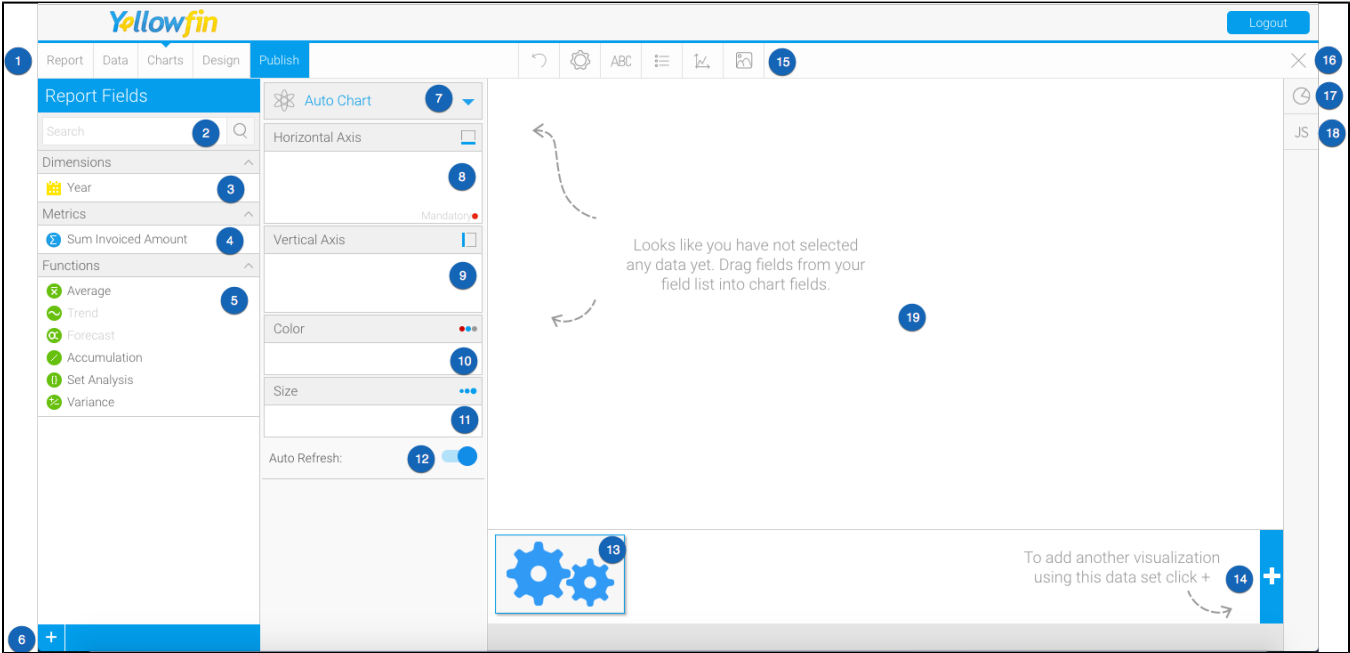 Yellowfin
Logout
1 Report Data Charts Design Publish ABC 15 16
Report Fields
Auto Chart 7
17
Search 2
Horizontal Axis
JS 18
Dimensions
Year 3
8
Metrics
Mandatory
Sum Invoiced Amount 4
Vertical Axis
Looks like you have not selected
any data yet. Drag fields from your
field list into chart fields.
Functions
9
Average 5
Trend
19
Forecast
Color
Accumulation
10
Set Analysis
Size
Variance
11
Auto Refresh: 12
13
To add another visualization
using this data set click +
14 +
6 +